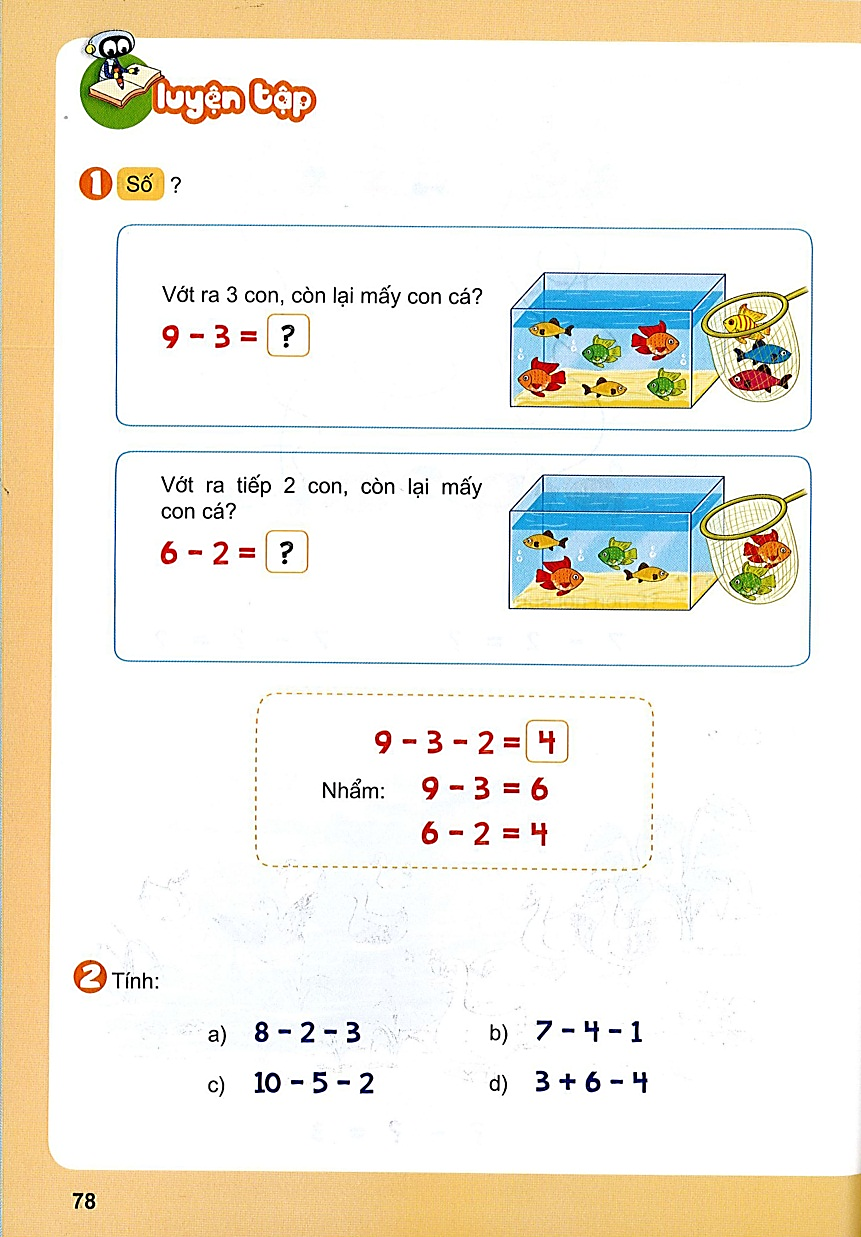 luyện tập
1 Số ?
Vớt ra 3 con, còn lại mấy con cá?
9 - 3 = ?
Vớt ra tiếp 2 con, còn lại mấy
con cá?
6 - 2 = ?
9 - 3 - 2 = 4
Nhẩm: 9 - 3 = 6
6 - 2 = 4
2 Tính:
a) 8 - 2 - 3 b) 7 - 4 - 1
c) 10 - 5 - 2 d) 3 + 6 - 4
78